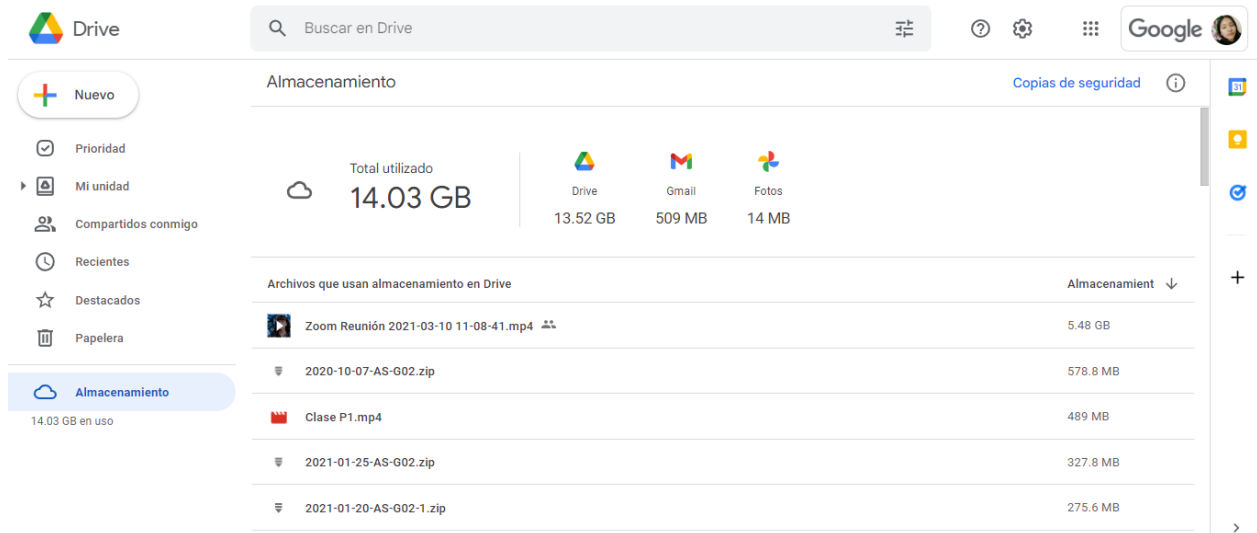 Drive
Buscar en Drive
Google
Nuevo
Prioridad
Mi unidad
Compartidos conmigo
Recientes
Destacados
Papelera
Almacenamiento
14.03 GB en uso
Almacenamiento
Copias de seguridad
Total utilizado
14.03 GB
Drive
13.52 GB
Gmail
509 MB
Fotos
14 MB
Archivos que usan almacenamiento en Drive Almacenamient
Zoom Reunión 2021-03-10 11-08-41.mp4 5.48 GB
2020-10-07-AS-G02.zip 578.8 MB
Clase P1.mp4 489 MB
2021-01-25-AS-G02.zip 327.8 MB
2021-01-20-AS-G02-1.zip 275.6 MB
31